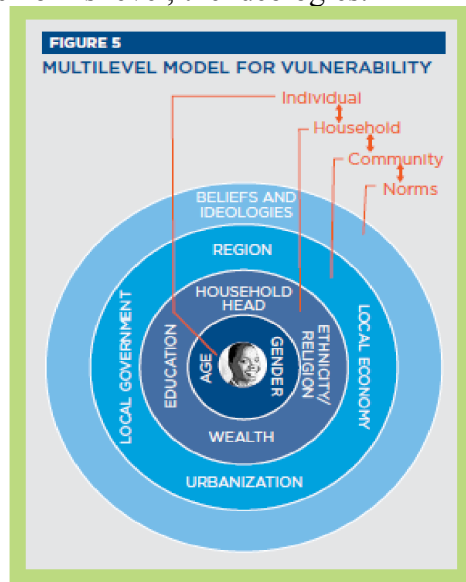 FIGURE 5
MULTILEVEL MODEL FOR VULNERABILITY
Individual
Household
Community
Norms
BELIEFS AND
IDEOLOGIES
REGION
HOUSEHOLD
HEAD
LOCAL GOVERNMENT
EDUCATION
AGE
GENDER
ETHNICITY/
RELIGION
LOCAL ECONOMY
WEALTH
URBANIZATION